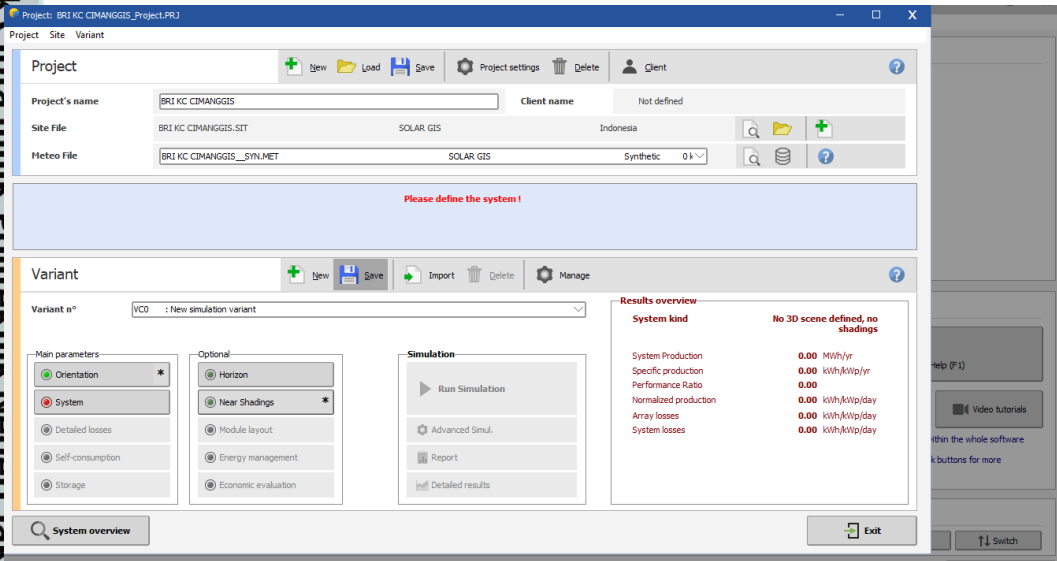 Project: BRI KC CIMANGGIS_Project.PRJ
Project Site Variant
Project
New Load Save Project settings Delete Client
Project's name BRI KC CIMANGGIS Client name Not defined
Site File BRI KC CIMANGGIS.SIT SOLAR GIS Indonesia
Meteo File BRI KC CIMANGGIS__SYN.MET SOLAR GIS Synthetic 0 k
Please define the system !
Variant
New Save Import Delete Manage
Variant n° VC0 : New simulation variant
Results overview
System kind No 3D scene defined, no shadings
Main parameters
Orientation *
System
Detailed losses
Self-consumption
Storage
Optional
Horizon
Near Shadings *
Module layout
Energy management
Economic evaluation
Simulation
Run Simulation
Advanced Simul.
Report
Detailed results
System Production 0.00 MWh/yr
Specific production 0.00 kWh/kWp/yr
Performance Ratio 0.00
Normalized production 0.00 kWh/kWp/day
Array losses 0.00 kWh/kWp/day
System losses 0.00 kWh/kWp/day
System overview
Exit
Help (F1)
Video tutorials
within the whole software
k buttons for more
Switch